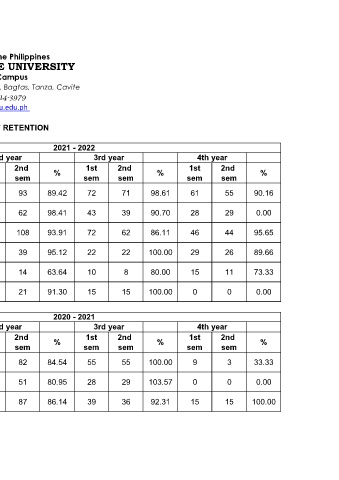 he Philippines
E UNIVERSITY
Campus
, Bagtas, Tanza, Cavite
14-3979
u.edu.ph
RETENTION
2021 - 2022
d year 3rd year 4th year
2nd sem % 1st sem 2nd sem % 1st sem 2nd sem %
93 89.42 72 71 98.61 61 55 90.16
62 98.41 43 39 90.70 28 29 0.00
108 93.91 72 62 86.11 46 44 95.65
39 95.12 22 22 100.00 29 26 89.66
14 63.64 10 8 80.00 15 11 73.33
21 91.30 15 15 100.00 0 0 0.00
2020 - 2021
d year 3rd year 4th year
2nd sem % 1st sem 2nd sem % 1st sem 2nd sem %
82 84.54 55 55 100.00 9 3 33.33
51 80.95 28 29 103.57 0 0 0.00
87 86.14 39 36 92.31 15 15 100.00